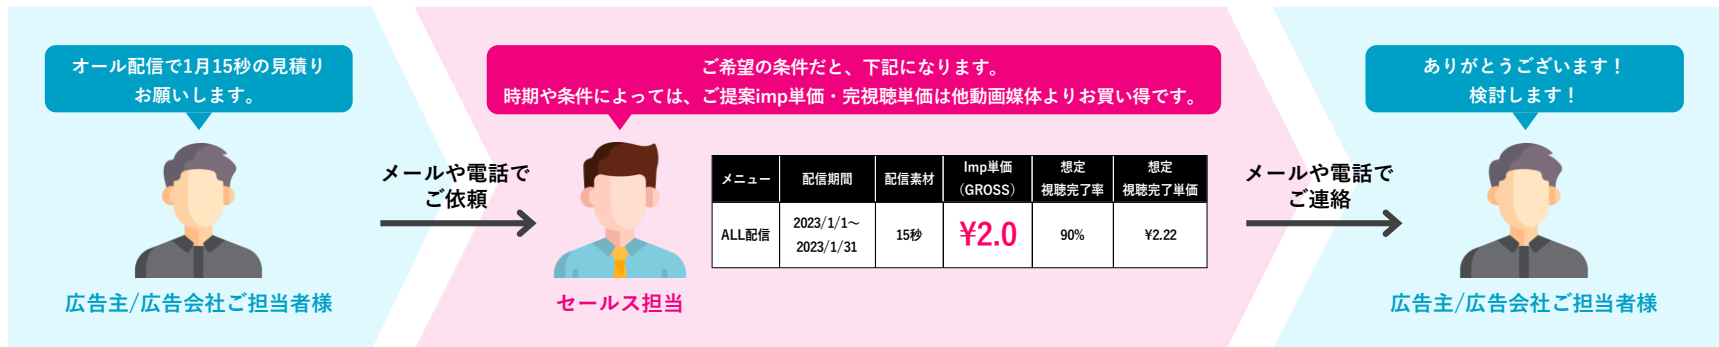 オール配信で1月15秒の見積り
お願いします。
メールや電話で
ご依頼
広告主/広告会社ご担当者様
ご希望の条件だと、下記になります。
時期や条件によっては、ご提案imp単価・完視聴単価は他動画媒体よりお買い得です。
セールス担当
メニュー 配信期間 配信素材 Imp単価（GROSS） 想定視聴完了率 想定視聴完了単価
ALL配信 2023/1/1～2023/1/31 15秒 ¥2.0 90% ¥2.22
メールや電話で
ご連絡
ありがとうございます！
検討します！
広告主/広告会社ご担当者様